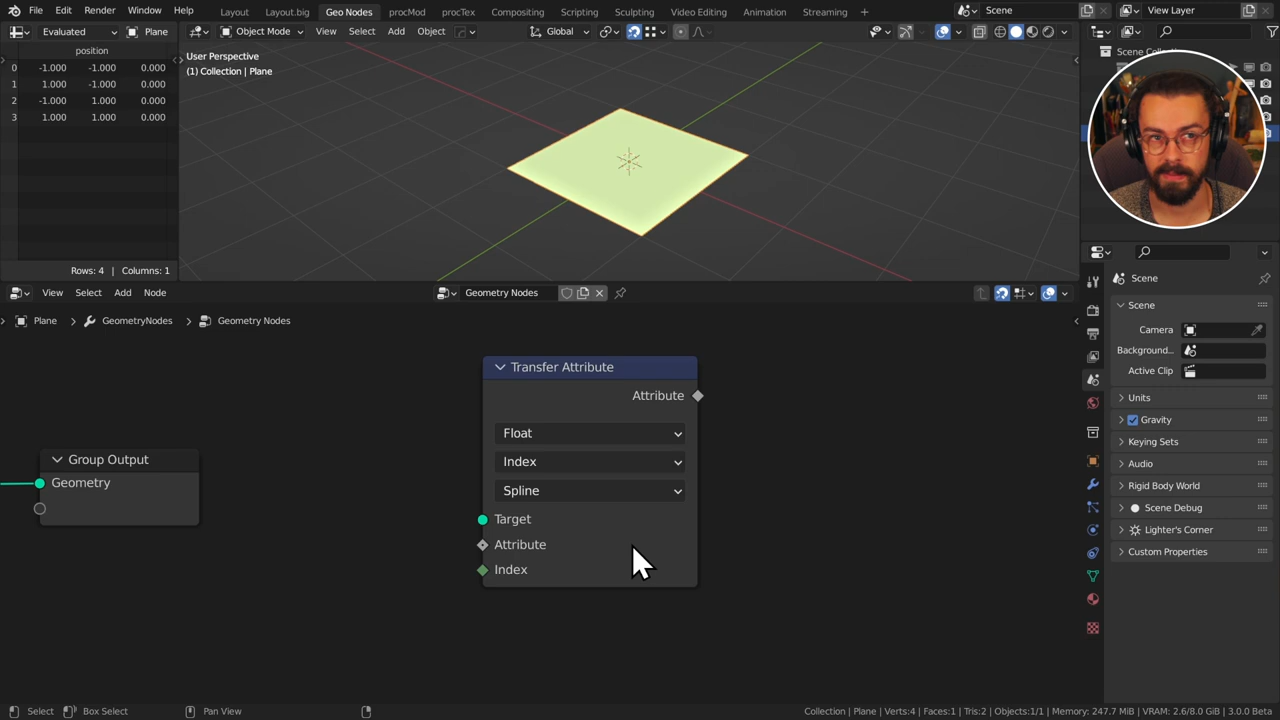 File Edit Render Window Help Layout Layout.big Geo Nodes procMod procTex Compositing Scripting Sculpting Video Editing Animation Streaming + Scene View Layer
Evaluated Plane Object Mode View Select Add Object Global
position
0 -1.000 -1.000 0.000
1 1.000 -1.000 0.000
2 -1.000 1.000 0.000
3 1.000 1.000 0.000
Rows: 4 | Columns: 1
User Perspective
(1) Collection | Plane
Scene
View Select Add Node Geometry Nodes
Plane GeometryNodes Geometry Nodes
Group Output
Geometry
Transfer Attribute
Attribute
Float
Index
Spline
Target
Attribute
Index
Scene
Scene
Camera
Background...
Active Clip
Units
Gravity
Keying Sets
Audio
Rigid Body World
Scene Debug
Lighter's Corner
Custom Properties
Select Box Select Pan View Collection | Plane | Verts:4 | Faces:1 | Tris:2 | Objects:1/1 | Memory: 247.7 MiB | VRAM: 2.6/8.0 GiB | 3.0.0 Beta